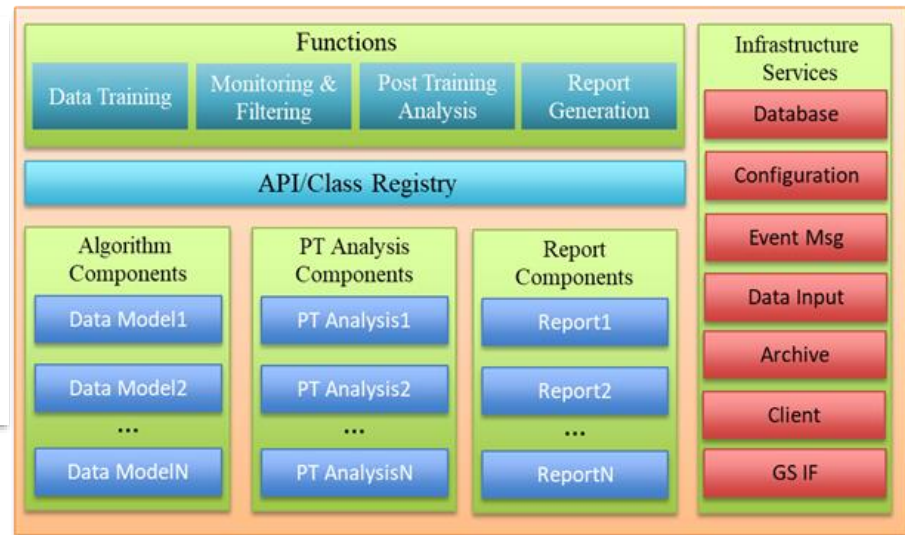 Functions
Data Training
Monitoring &
Filtering
Post Training
Analysis
Report
Generation
API/Class Registry
Algorithm
Components
Data Model1
Data Model2
...
Data ModelN
PT Analysis
Components
PT Analysis1
PT Analysis2
...
PT AnalysisN
Report
Components
Report1
Report2
...
ReportN
Infrastructure
Services
Database
Configuration
Event Msg
Data Input
Archive
Client
GS IF